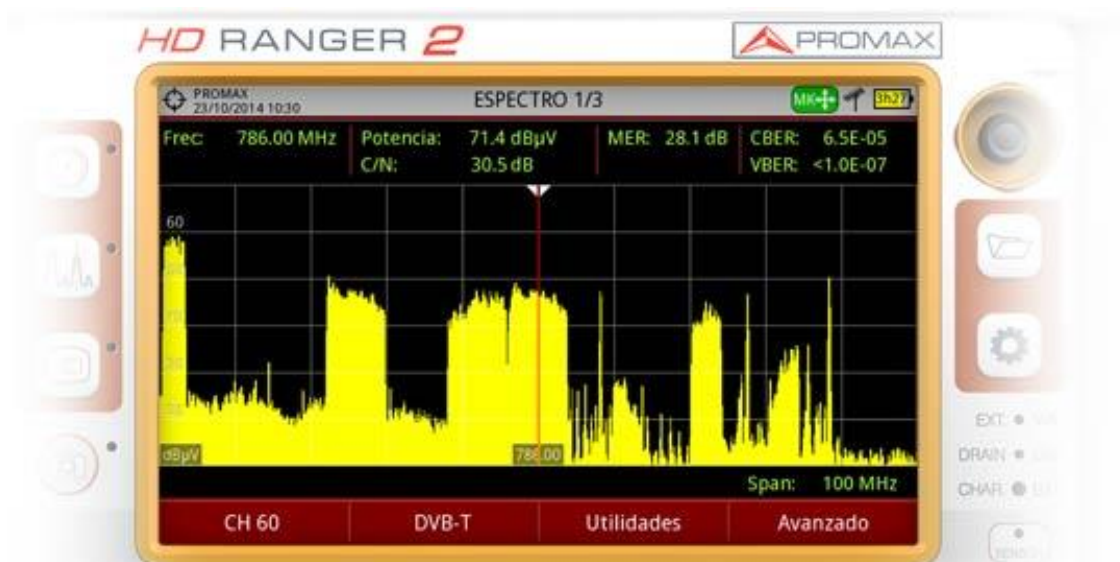 HD RANGER 2
PROMAX
PROMAX
23/10/2014 10:30
ESPECTRO 1/3
MK
3h27
Frec: 786.00 MHz
Potencia: 71.4 dBµV
MER: 28.1 dB
CBER: 6.5E-05
C/N: 30.5 dB
VBER: <1.0E-07
60
dBµV
786.00
Span: 100 MHz
CH 60
DVB-T
Utilidades
Avanzado
EXT.
DRAIN
CHAR.